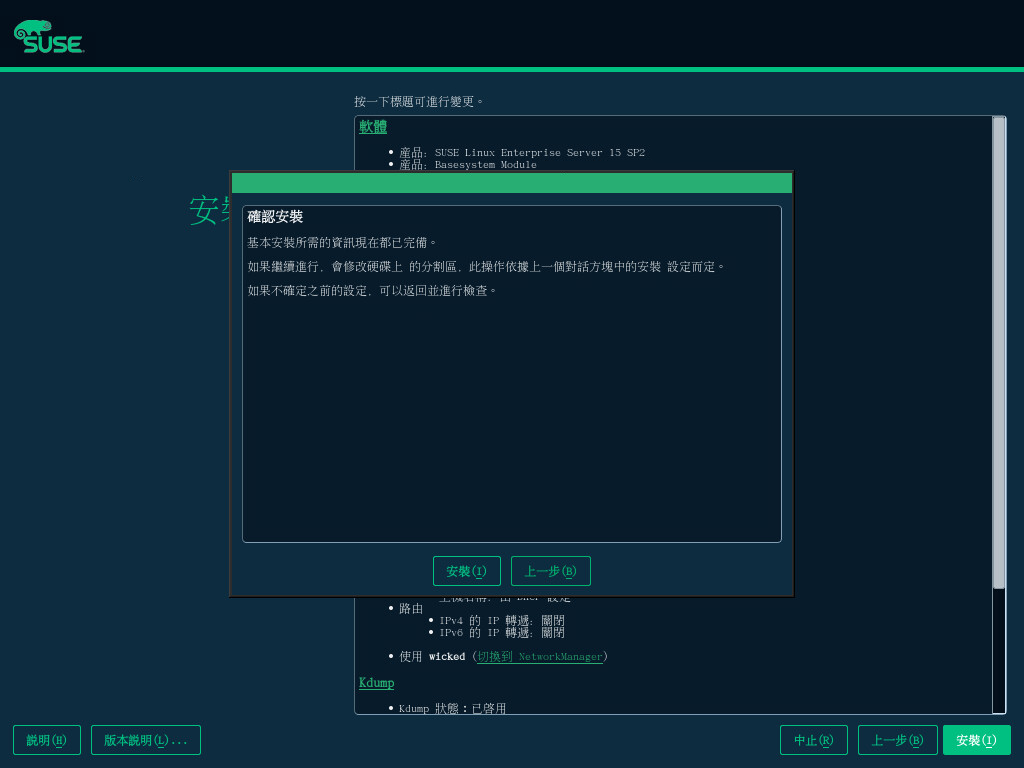 SUSE
按一下標題可進行變更。
軟體
• 產品: SUSE Linux Enterprise Server 15 SP2
• 產品: Basesystem Module
確認安裝
基本安裝所需的資訊現在都已完備。
如果繼續進行, 會修改硬碟上 的分割區, 此操作依據上一個對話方塊中的安裝 設定而定。
如果不確定之前的設定, 可以返回並進行檢查。
安裝(I)
上一步(B)
• 路由
• IPv4 的 IP 轉遞: 關閉
• IPv6 的 IP 轉遞: 關閉
• 使用 wicked (切換到 NetworkManager)
Kdump
• Kdump 狀態：已啓用
説明(H)
版本説明(L)...
中止(R)
上一步(B)
安裝(I)